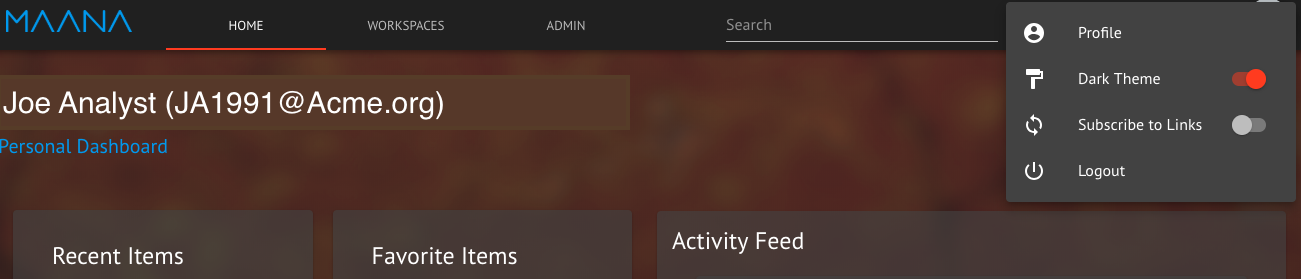 MAANA
HOME
WORKSPACES
ADMIN
Search
Profile
Dark Theme
Subscribe to Links
Logout
Joe Analyst (JA1991@Acme.org)
Personal Dashboard
Recent Items
Favorite Items
Activity Feed